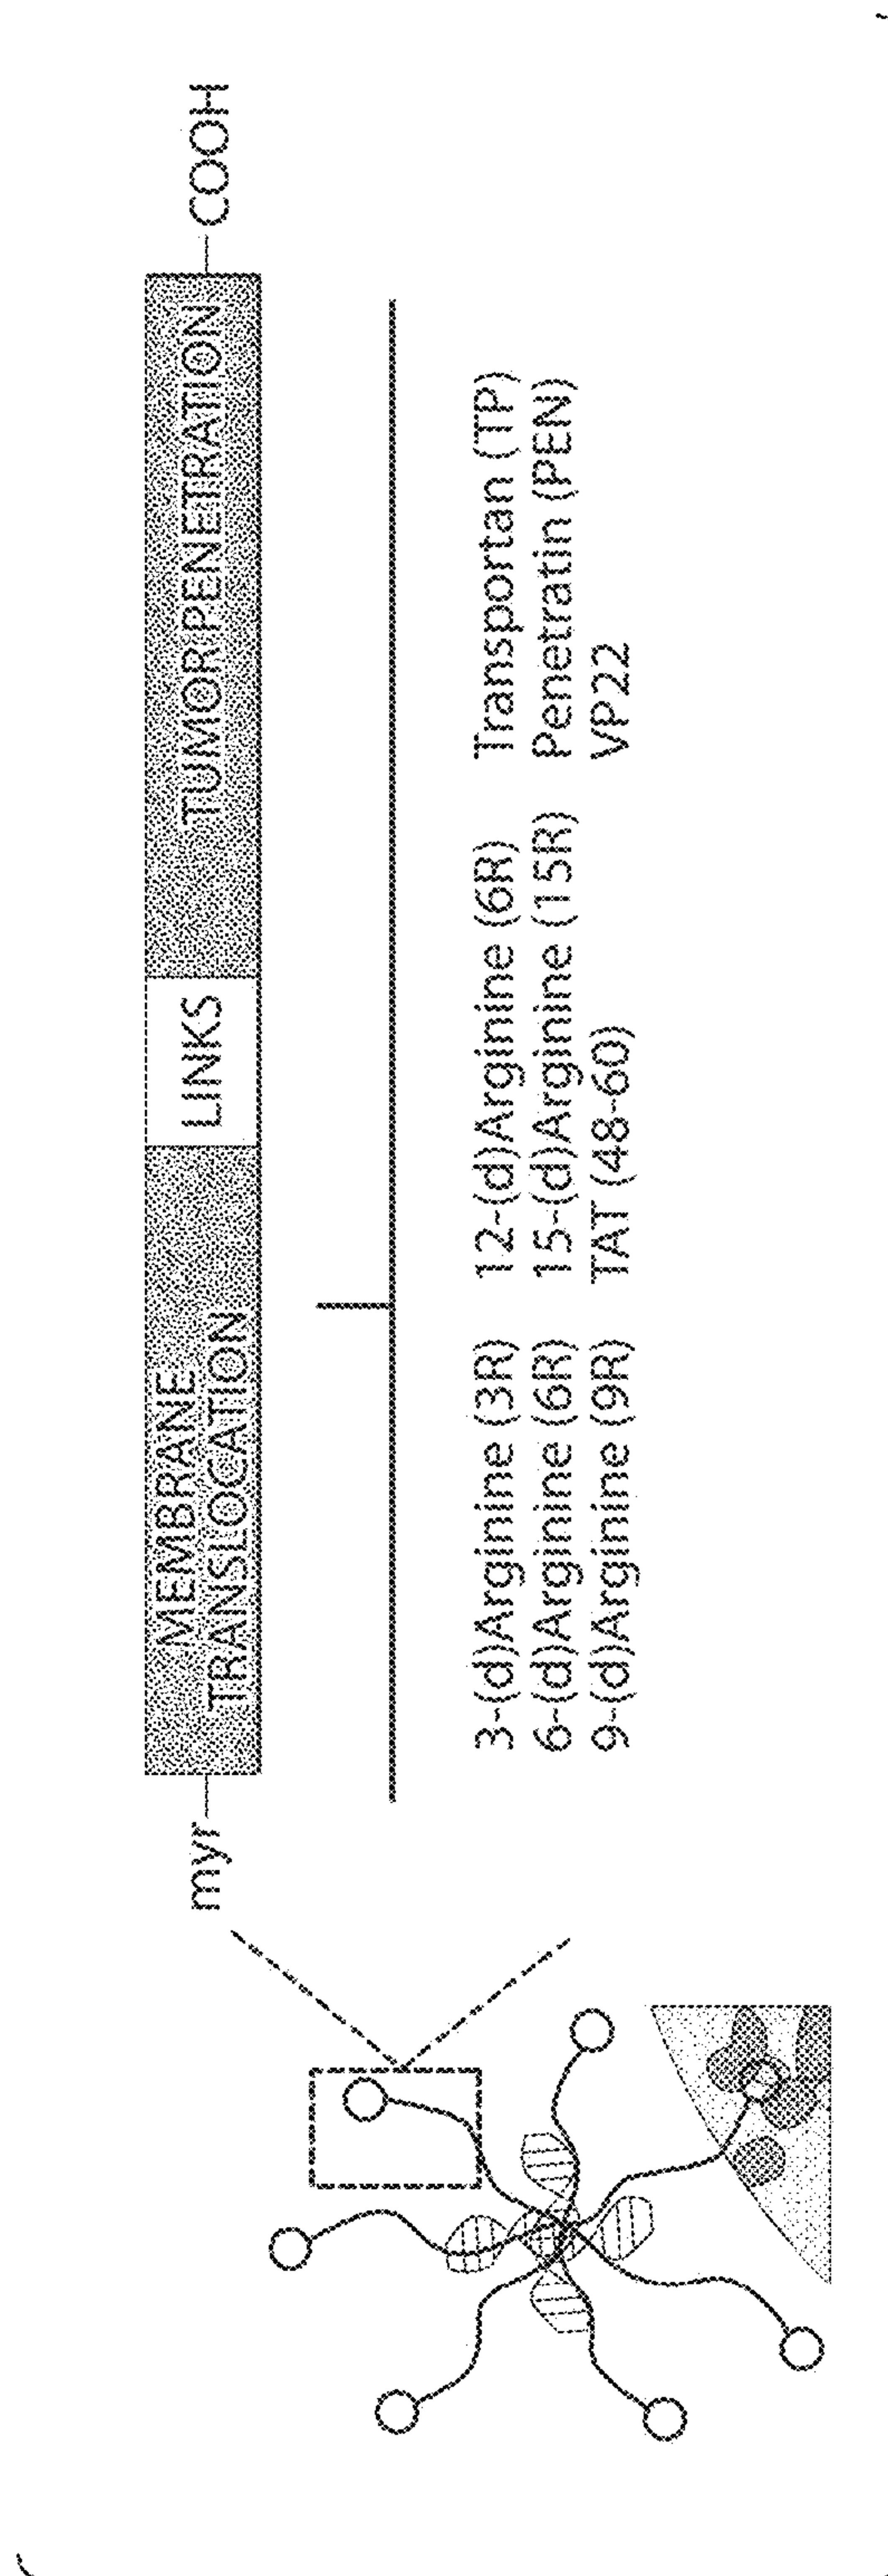 myr
MEMBRANE
TRANSLOCATION
LINKS
TUMOR PENETRATION
COOH
3-(d)Arginine (3R)
6-(d)Arginine (6R)
9-(d)Arginine (9R)
12-(d)Arginine (6R)
15-(d)Arginine (15R)
TAT (48-60)
Transportan (TP)
Penetratin (PEN)
VP22